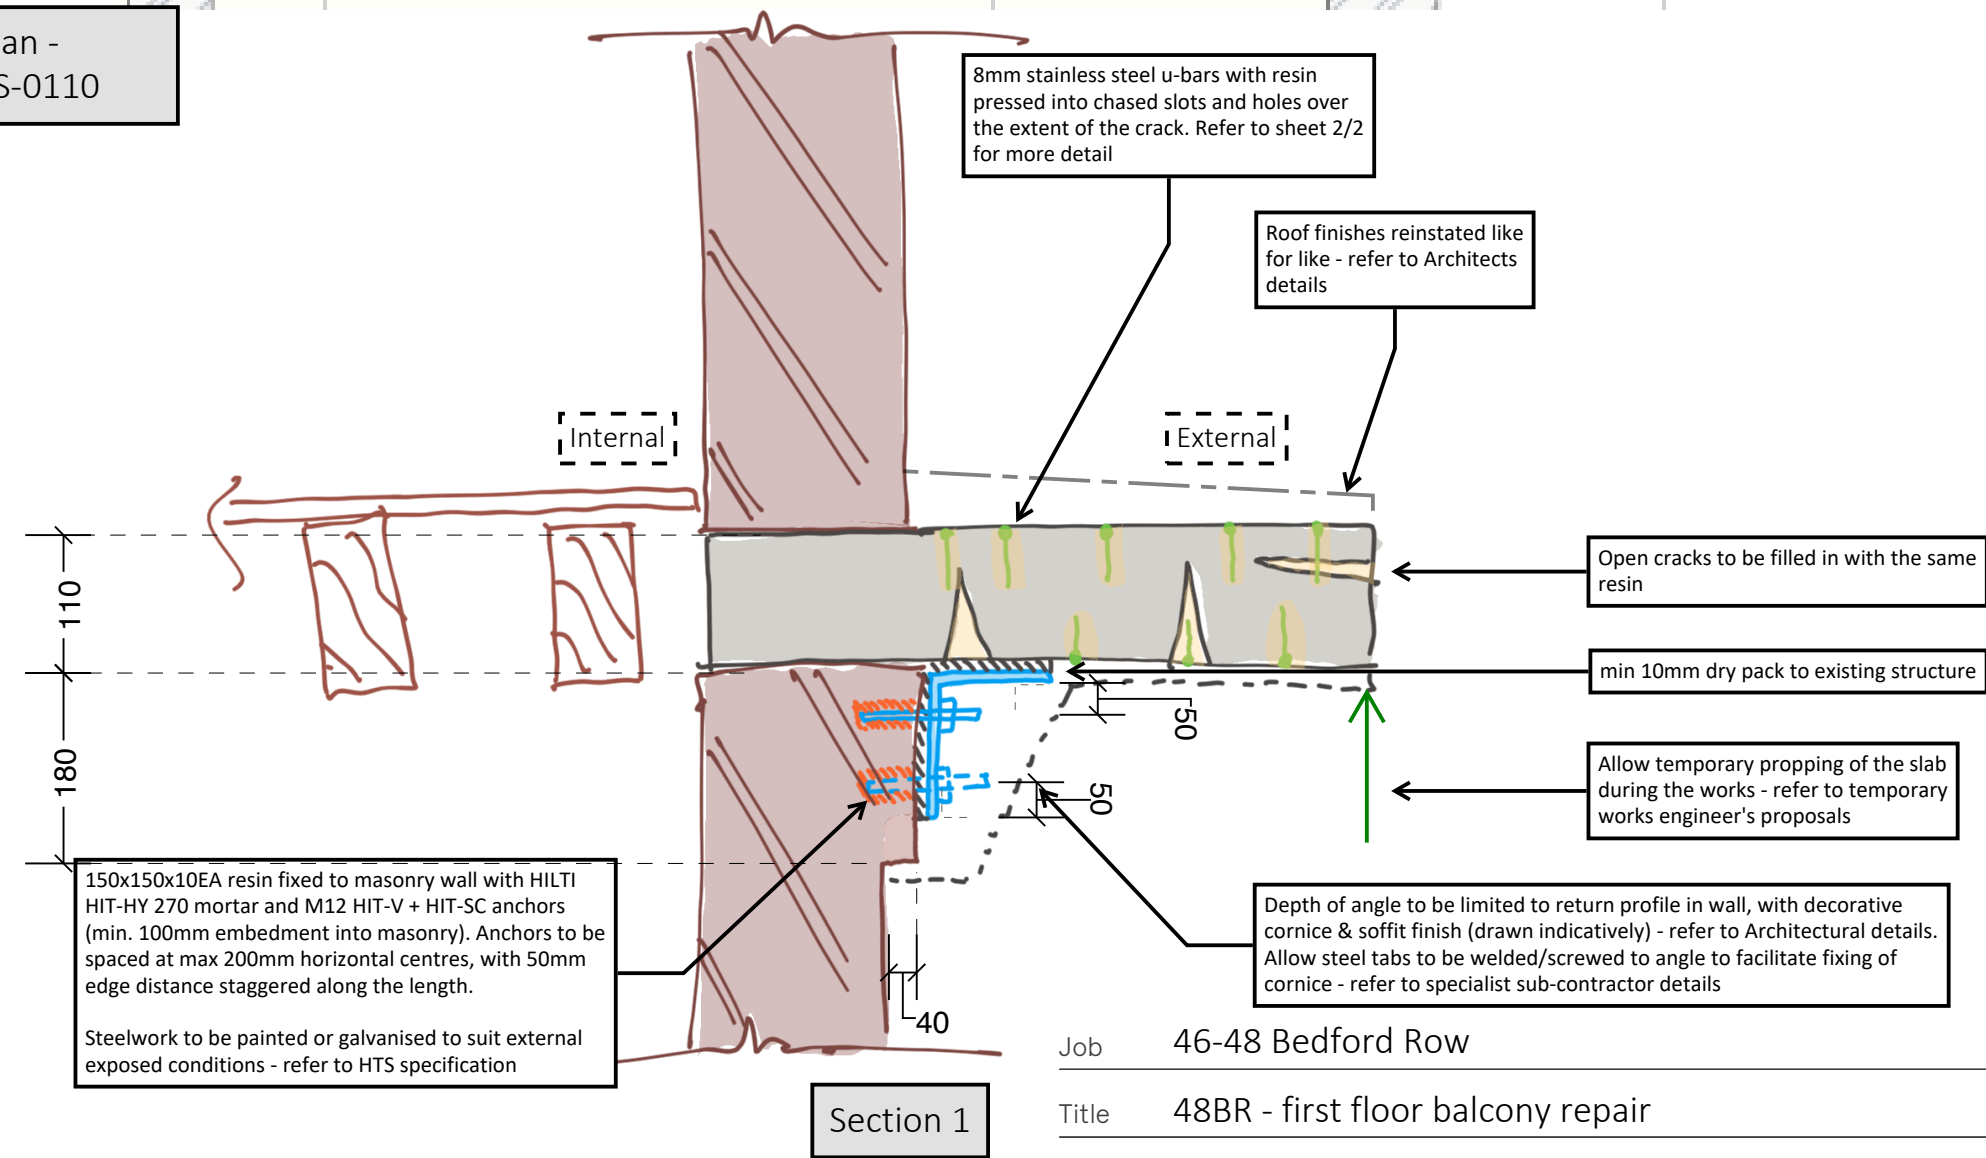 an -
S-0110
8mm stainless steel u-bars with resin
pressed into chased slots and holes over
the extent of the crack. Refer to sheet 2/2
for more detail
Roof finishes reinstated like
for like - refer to Architects
details
Internal
External
Open cracks to be filled in with the same
resin
min 10mm dry pack to existing structure
110
180
50
50
Allow temporary propping of the slab
during the works - refer to temporary
works engineer's proposals
150x150x10EA resin fixed to masonry wall with HILTI
HIT-HY 270 mortar and M12 HIT-V + HIT-SC anchors
(min. 100mm embedment into masonry). Anchors to be
spaced at max 200mm horizontal centres, with 50mm
edge distance staggered along the length.
Steelwork to be painted or galvanised to suit external
exposed conditions - refer to HTS specification
Depth of angle to be limited to return profile in wall, with decorative
cornice & soffit finish (drawn indicatively) - refer to Architectural details.
Allow steel tabs to be welded/screwed to angle to facilitate fixing of
cornice - refer to specialist sub-contractor details
40
Section 1
Job 46-48 Bedford Row
Title 48BR - first floor balcony repair